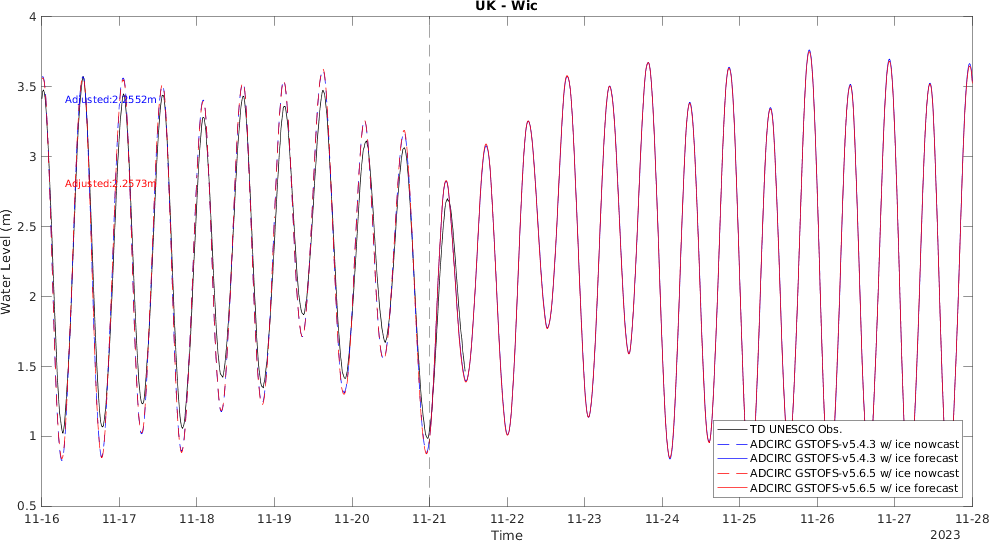 UK - Wic
4
3.5
3
2.5
2
1.5
1
0.5
Water Level (m)
Adjusted:2.2552m
Adjusted:2.2573m
TD UNESCO Obs.
ADCIRC GSTOFS-v5.4.3 w/ ice nowcast
ADCIRC GSTOFS-v5.4.3 w/ ice forecast
ADCIRC GSTOFS-v5.6.5 w/ ice nowcast
ADCIRC GSTOFS-v5.6.5 w/ ice forecast
11-16 11-17 11-18 11-19 11-20 11-21 11-22 11-23 11-24 11-25 11-26 11-27 11-28
Time
2023